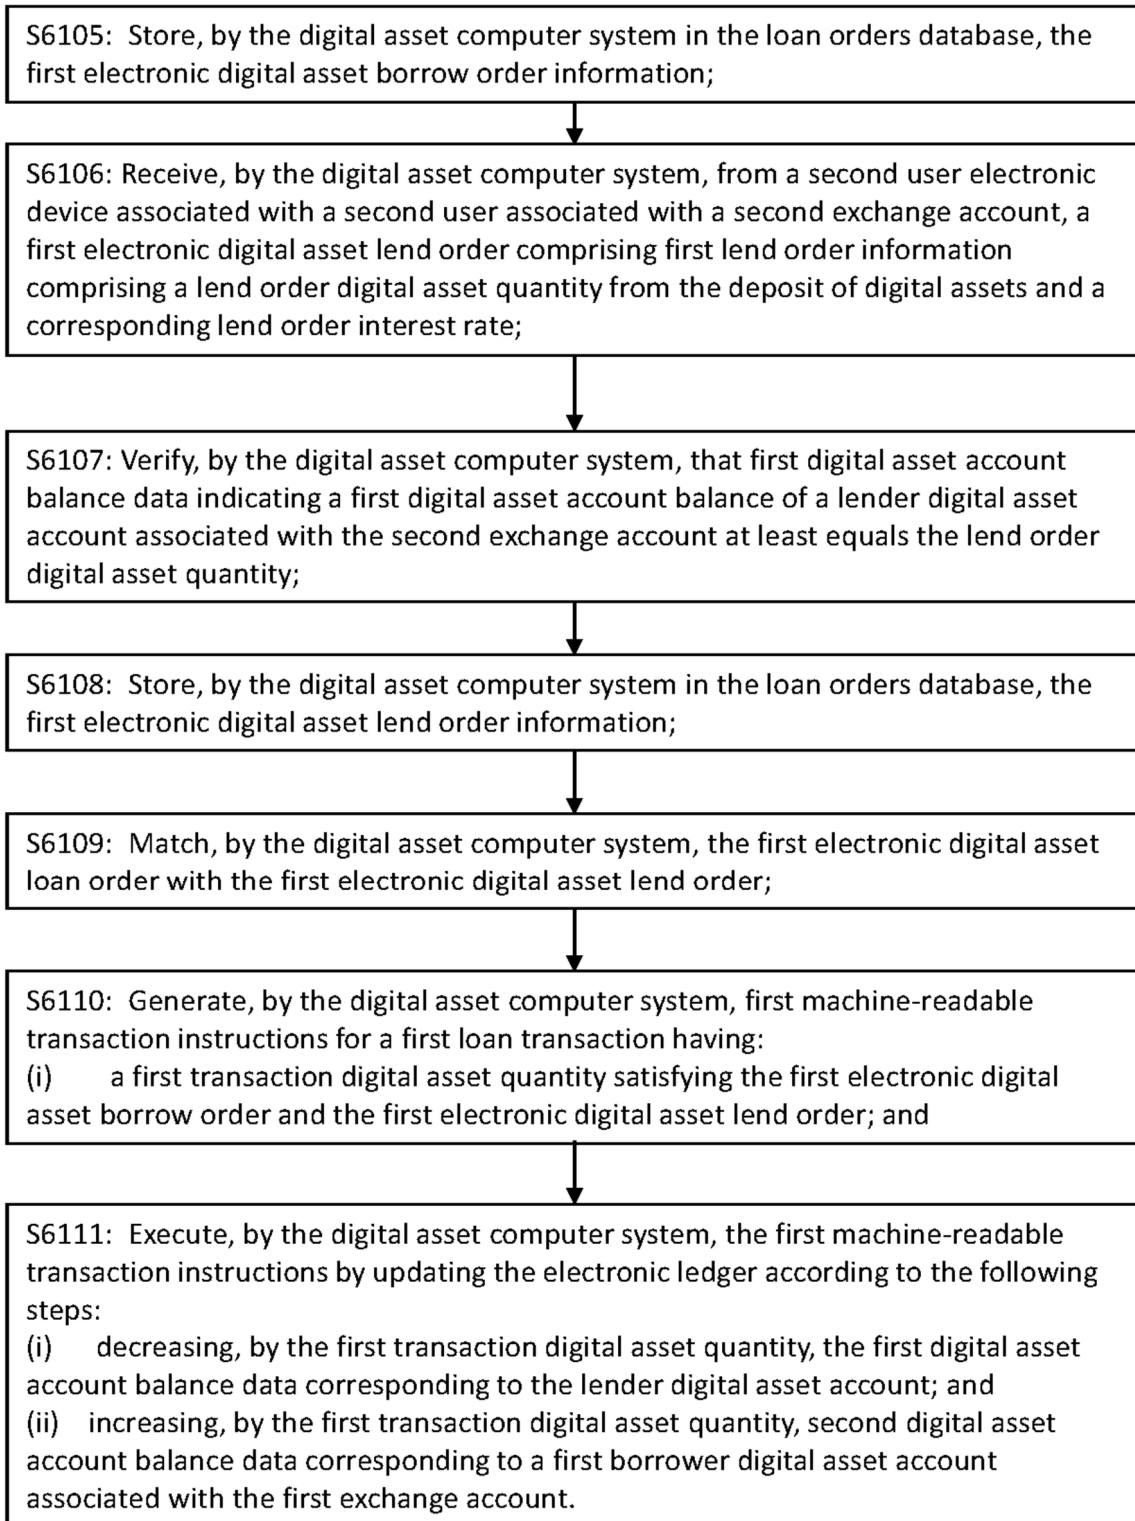 S6105:  Store, by the digital asset computer system in the loan orders database, the
first electronic digital asset borrow order information;
S6106: Receive, by the digital asset computer system, from a second user electronic
device associated with a second user associated with a second exchange account, a
first electronic digital asset lend order comprising first lend order information
comprising a lend order digital asset quantity from the deposit of digital assets and a
corresponding lend order interest rate;
S6107: Verify, by the digital asset computer system, that first digital asset account
balance data indicating a first digital asset account balance of a lender digital asset
account associated with the second exchange account at least equals the lend order
digital asset quantity;
S6108:  Store, by the digital asset computer system in the loan orders database, the
first electronic digital asset lend order information;
S6109:  Match, by the digital asset computer system, the first electronic digital asset
loan order with the first electronic digital asset lend order;
S6110:  Generate, by the digital asset computer system, first machine-readable
transaction instructions for a first loan transaction having:
(i) a first transaction digital asset quantity satisfying the first electronic digital
asset borrow order and the first electronic digital asset lend order; and
S6111:  Execute, by the digital asset computer system, the first machine-readable
transaction instructions by updating the electronic ledger according to the following
steps:
(i) decreasing, by the first transaction digital asset quantity, the first digital asset
account balance data corresponding to the lender digital asset account; and
(ii) increasing, by the first transaction digital asset quantity, second digital asset
account balance data corresponding to a first borrower digital asset account
associated with the first exchange account.